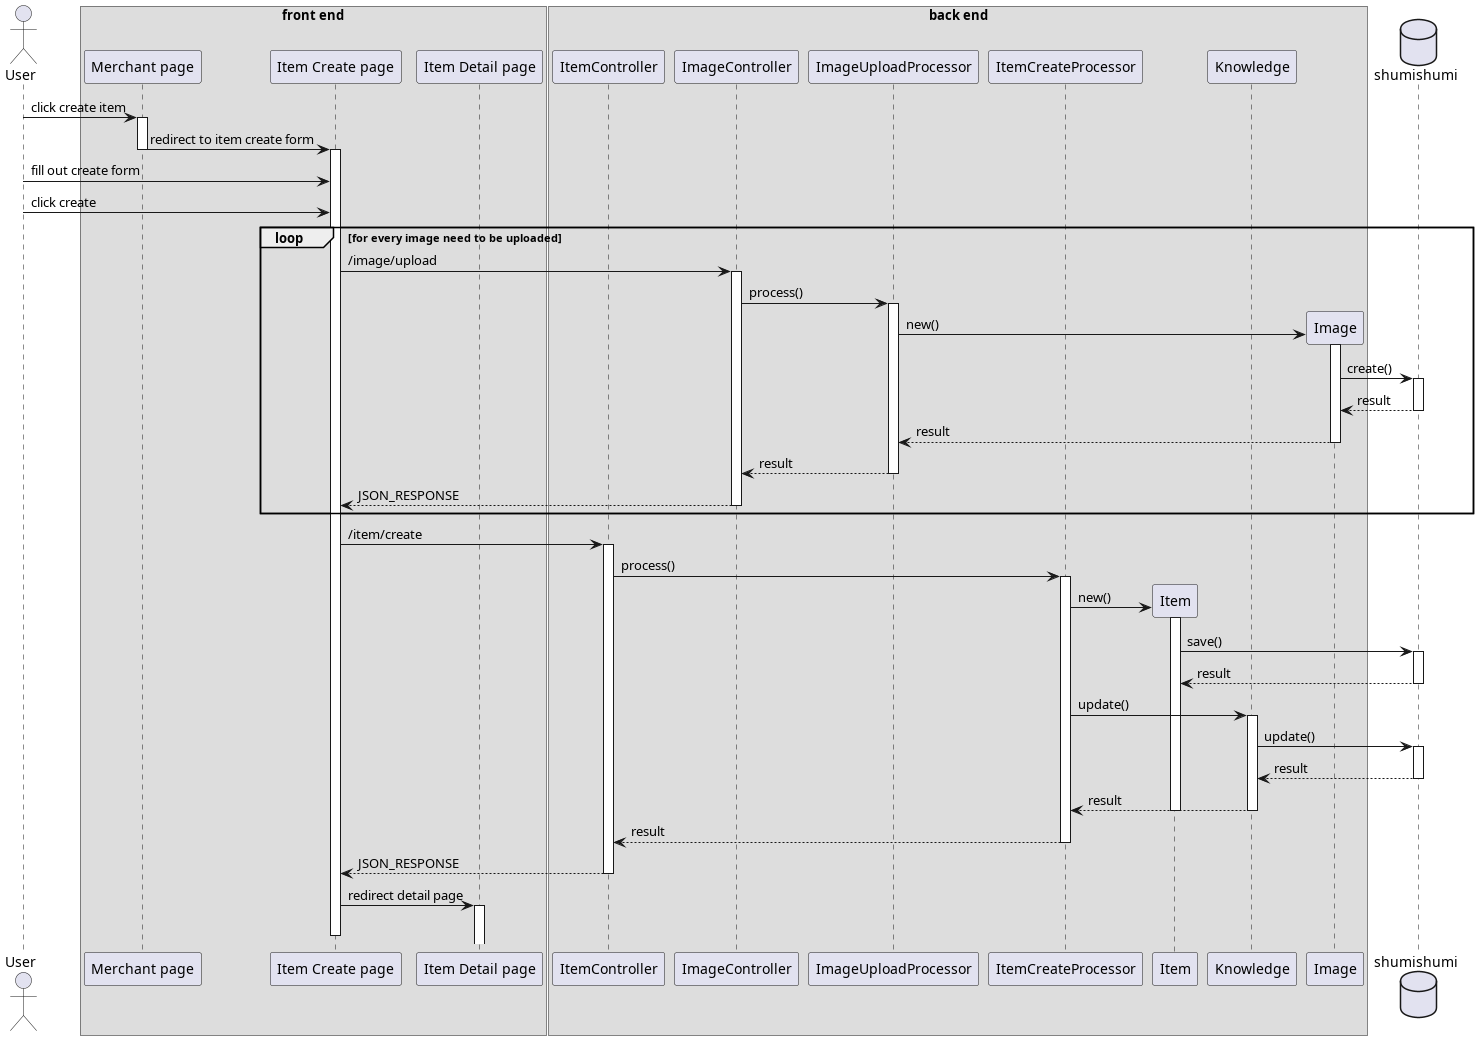 front end
back end
User
Merchant page
Item Create page
Item Detail page
ItemController
ImageController
ImageUploadProcessor
ItemCreateProcessor
Knowledge
shumishumi
click create item
redirect to item create form
fill out create form
click create
loop
[for every image need to be uploaded]
/image/upload
process()
new()
Image
create()
result
result
result
JSON_RESPONSE
/item/create
process()
new()
Item
save()
result
update()
update()
result
result
result
JSON_RESPONSE
redirect detail page
User
Merchant page
Item Create page
Item Detail page
ItemController
ImageController
ImageUploadProcessor
ItemCreateProcessor
Item
Knowledge
Image
shumishumi